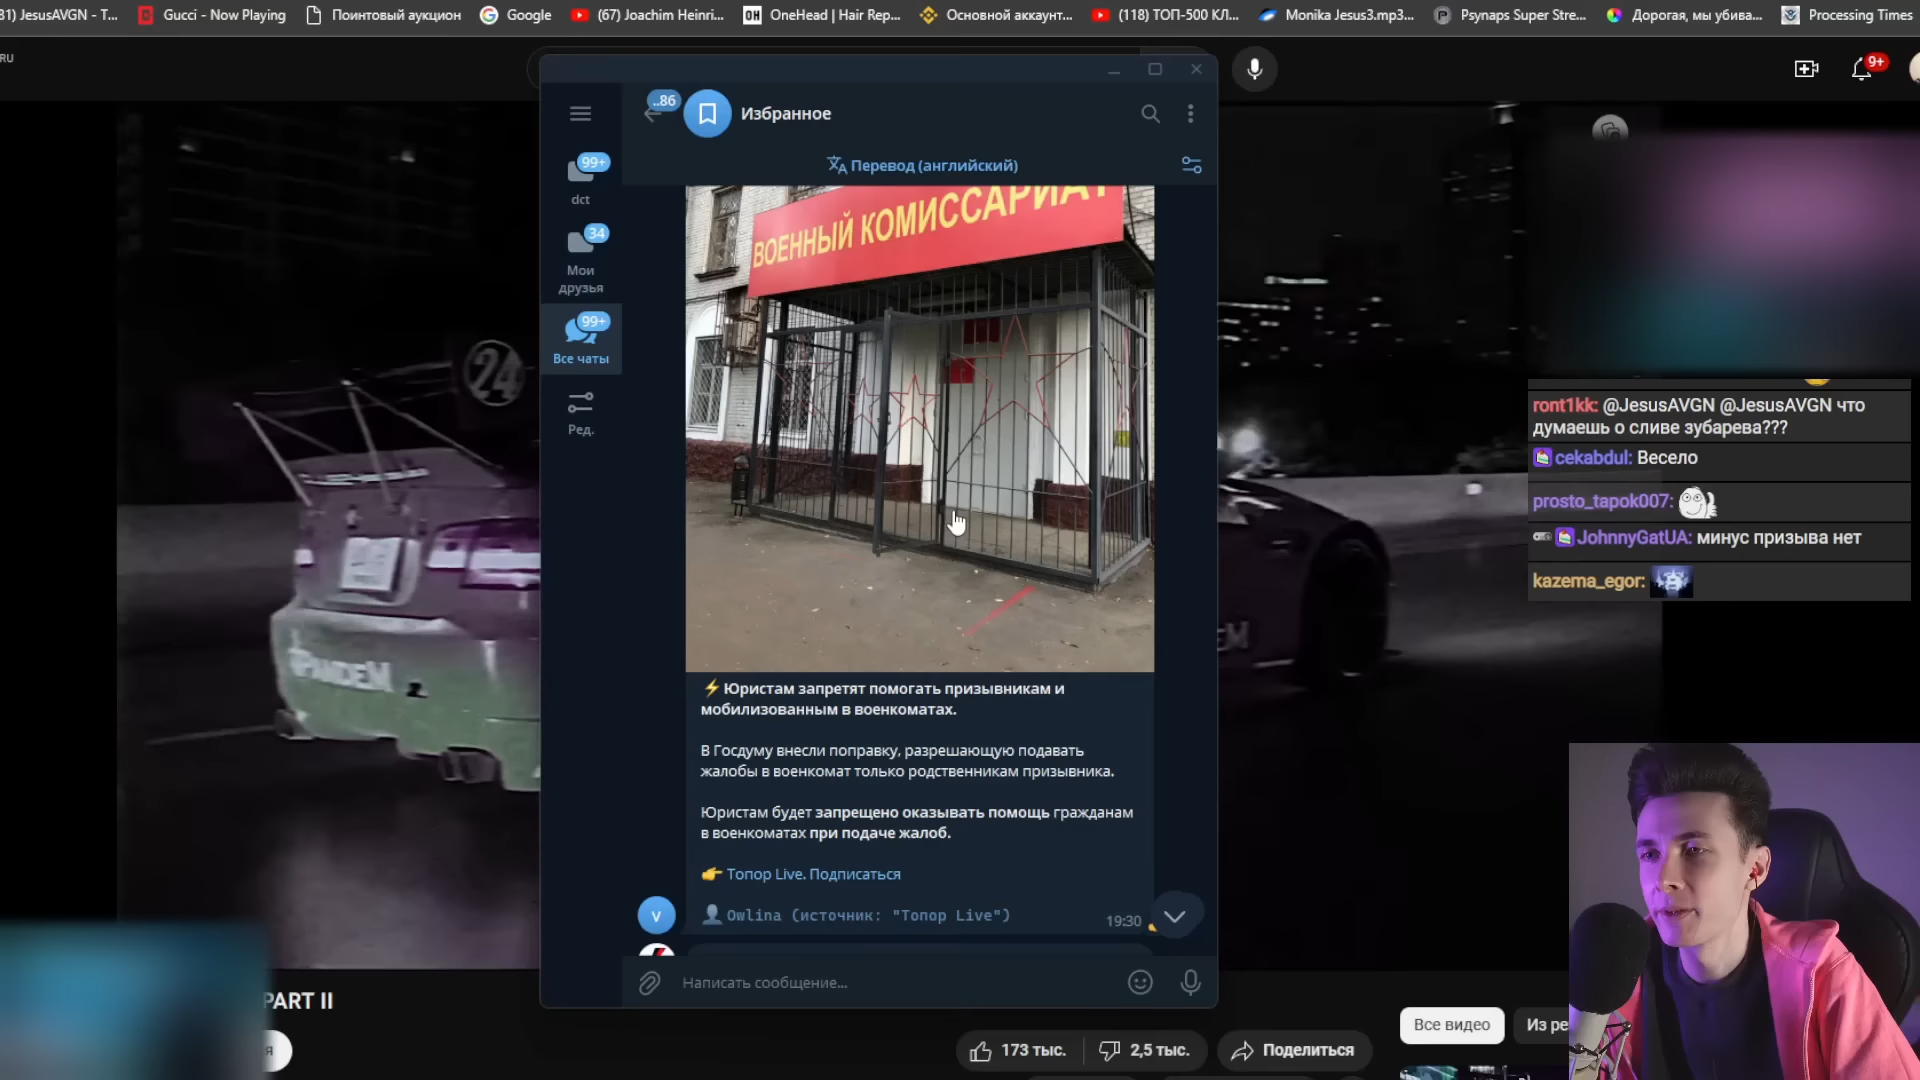 31) JesusAVGN - T...
Gucci - Now Playing
Поинтовый аукцион
Google
(67) Joachim Heinri...
OneHead | Hair Rep...
Основной аккаунт...
(118) ТОП-500 КЛ...
Monika Jesus3.mp3...
Psynaps Super Stre...
Дорогая, мы убива...
Processing Times
RU
9+
..86
Избранное
Перевод (английский)
99+
dct
34
Мои
друзья
99+
Все чаты
Ред.
ВОЕННЫЙ КОМИССАРИАТ
24
PANDEM
EM
⚡Юристам запретят помогать призывникам и
мобилизованным в военкоматах.
В Госдуму внесли поправку, разрешающую подавать
жалобы в военкомат только родственникам призывника.
Юристам будет запрещено оказывать помощь гражданам
в военкоматах при подаче жалоб.
👉 Топор Live. Подписаться
👤Owlina (источник: "Топор Live")
19:30
v
Написать сообщение...
ront1kk: @JesusAVGN @JesusAVGN что
думаешь о сливе зубарева???
cekabdul: Весело
prosto_tapok007:
JohnnyGatUA: минус призыва нет
kazema_egor:
PART II
я
173 тыс.
2,5 тыс.
Поделиться
Все видео
Из ре